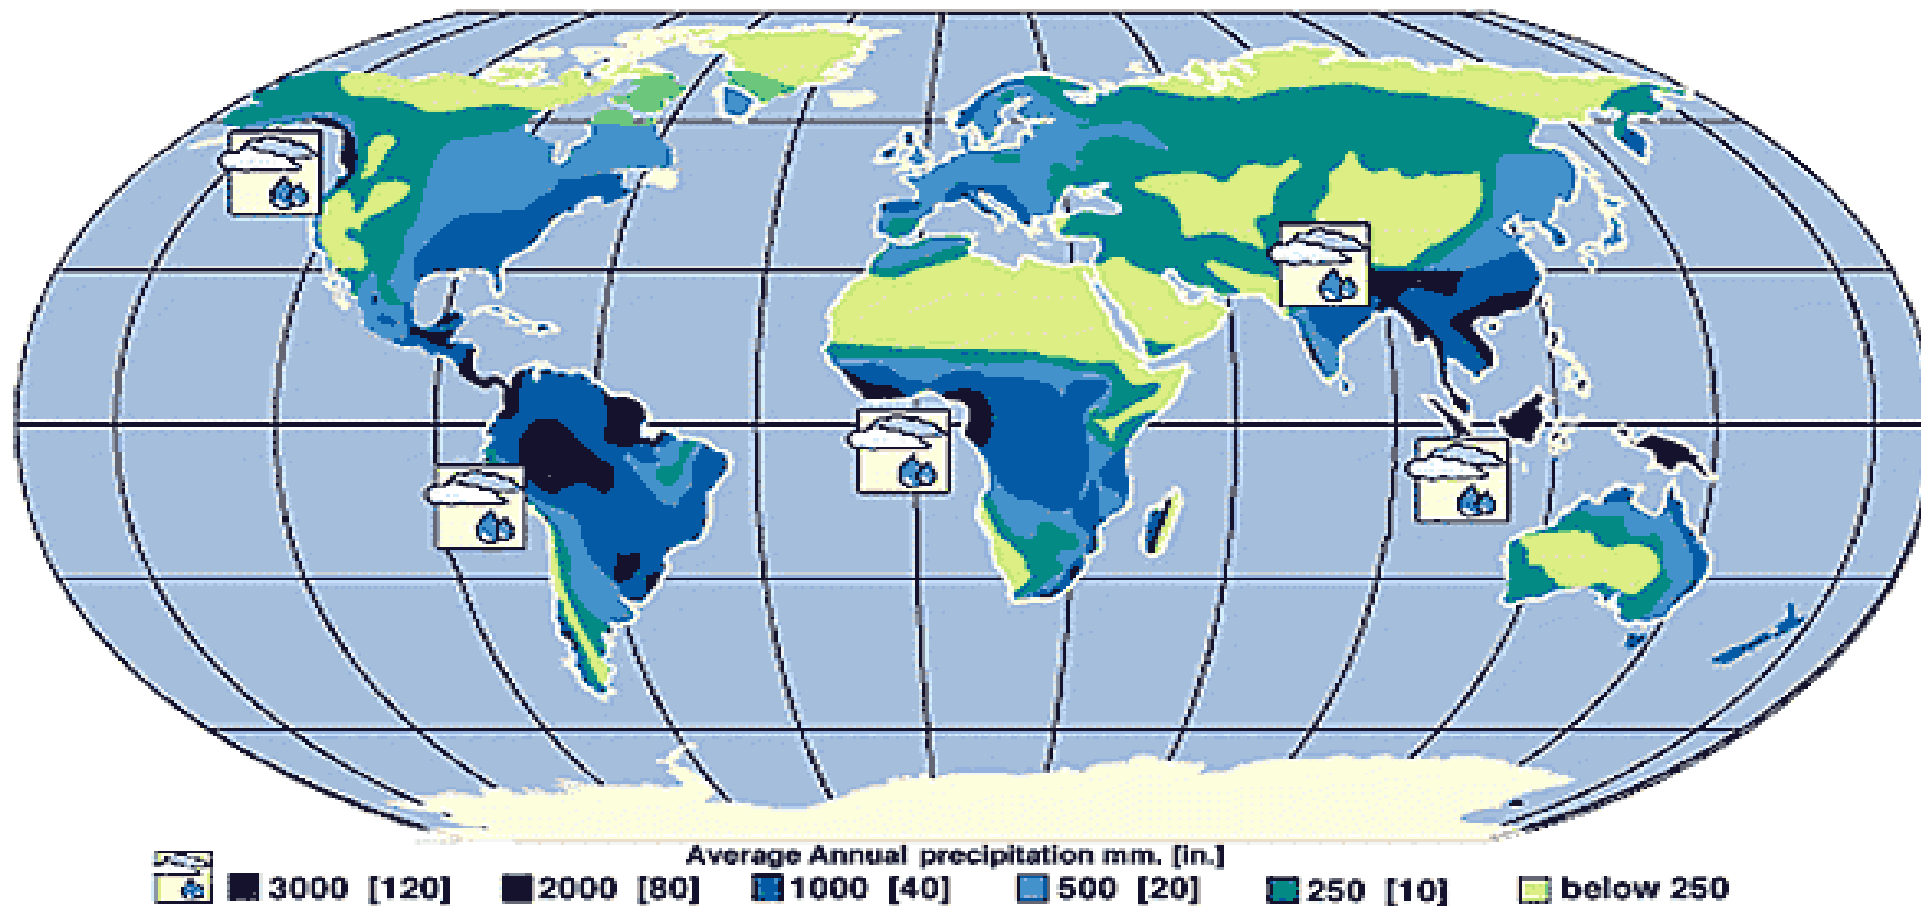 Average Annual precipitation mm. [in.]
3000 [120] 2000 [80] 1000 [40] 500 [20] 250 [10] below 250